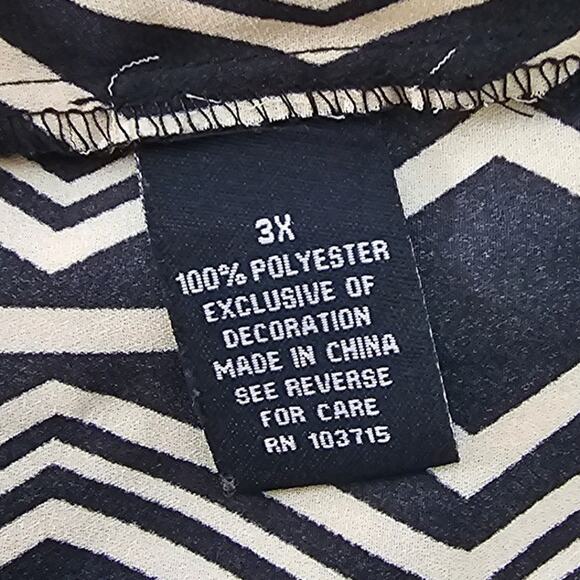 3X
100% POLYESTER
EXCLUSIVE OF
DECORATION
MADE IN CHINA
SEE REVERSE
FOR CARE
RN 103715